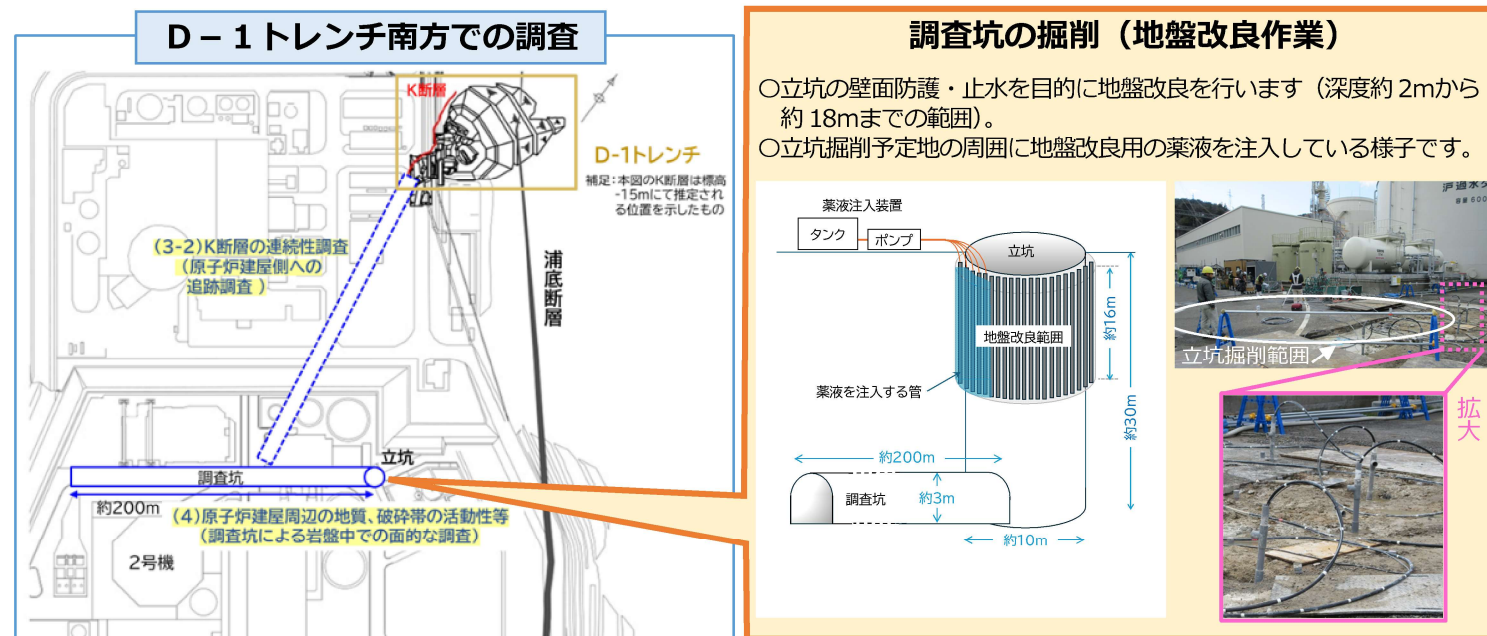 D－1トレンチ南方での調査
K断層
D-1トレンチ
補足：本図のK断層は標高
-15mにて推定され
る位置を示したもの
(3-2)K断層の連続性調査
(原子炉建屋側への
追跡調査 )
浦底断層
立坑
調査坑
約200m
(4)原子炉建屋周辺の地質、破砕帯の活動性等
(調査坑による岩盤中での面的な調査)
2号機
調査坑の掘削（地盤改良作業）
○立坑の壁面防護・止水を目的に地盤改良を行います（深度約 2mから
約 18mまでの範囲)。
○立坑掘削予定地の周囲に地盤改良用の薬液を注入している様子です。
薬液注入装置
タンク
ポンプ
立坑
地盤改良範囲
約16m
薬液を注入する管
約30m
約200m
調査坑
約3m
約10m
立坑掘削範囲
拡大